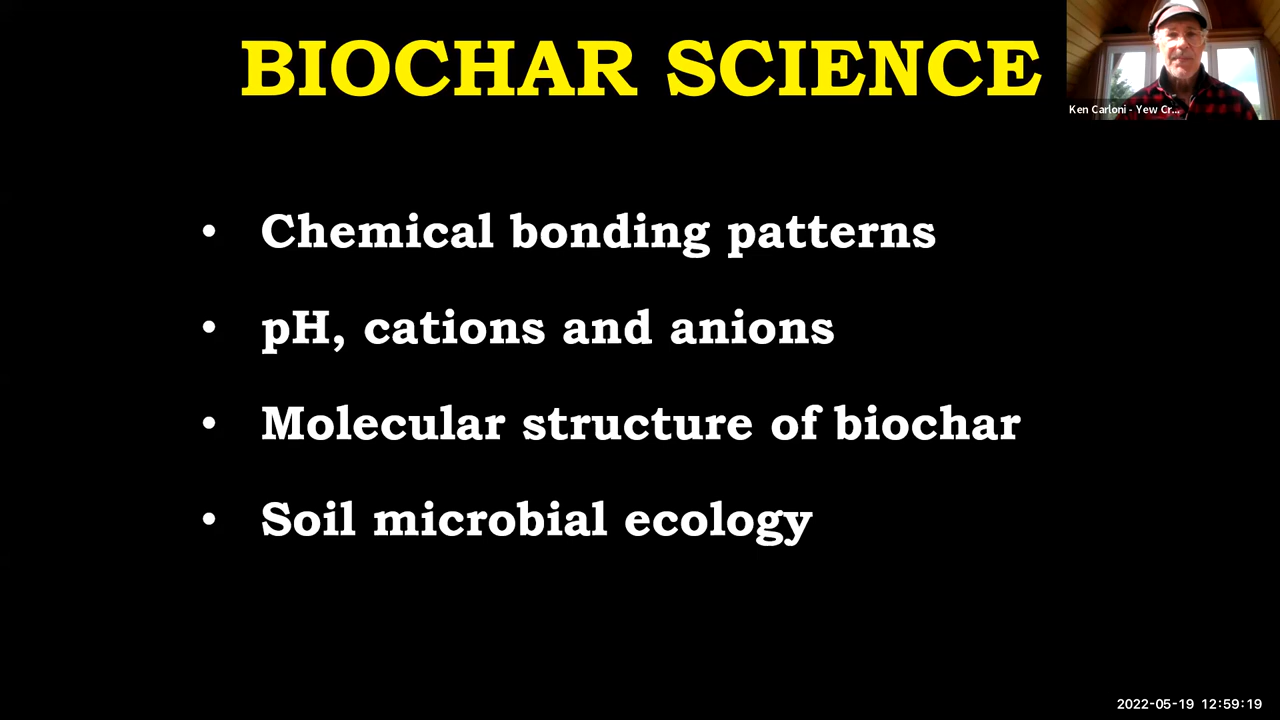 BIOCHAR SCIENCE
Ken Carloni - Yew Cr...
• Chemical bonding patterns
• pH, cations and anions
• Molecular structure of biochar
• Soil microbial ecology
2022-05-19 12:59:19